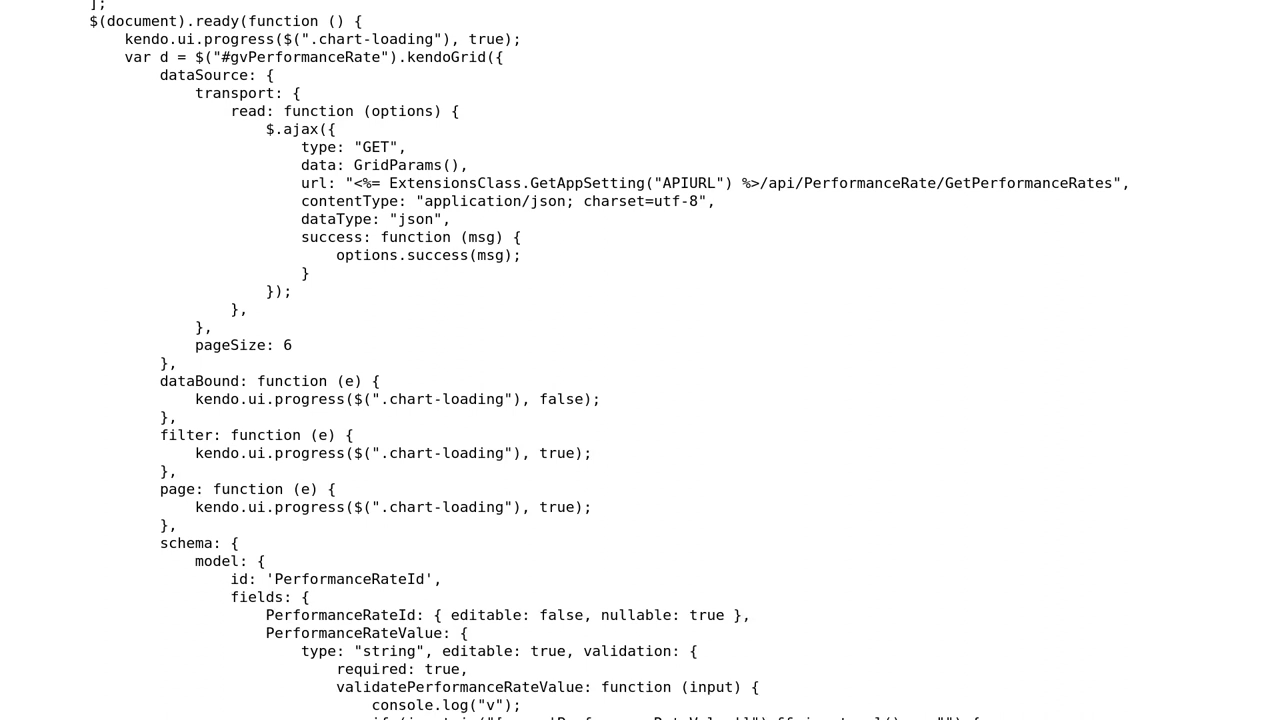 ];
$(document).ready(function () {
kendo.ui.progress($(".chart-loading"), true);
var d = $("#gvPerformanceRate").kendoGrid({
dataSource: {
transport: {
read: function (options) {
$.ajax({
type: "GET",
data: GridParams(),
url: "<%= ExtensionsClass.GetAppSetting("APIURL") %>/api/PerformanceRate/GetPerformanceRates",
contentType: "application/json; charset=utf-8",
dataType: "json",
success: function (msg) {
options.success(msg);
}
});
},
},
pageSize: 6
},
dataBound: function (e) {
kendo.ui.progress($(".chart-loading"), false);
},
filter: function (e) {
kendo.ui.progress($(".chart-loading"), true);
},
page: function (e) {
kendo.ui.progress($(".chart-loading"), true);
},
schema: {
model: {
id: 'PerformanceRateId',
fields: {
PerformanceRateId: { editable: false, nullable: true },
PerformanceRateValue: {
type: "string", editable: true, validation: {
required: true,
validatePerformanceRateValue: function (input) {
console.log("v");